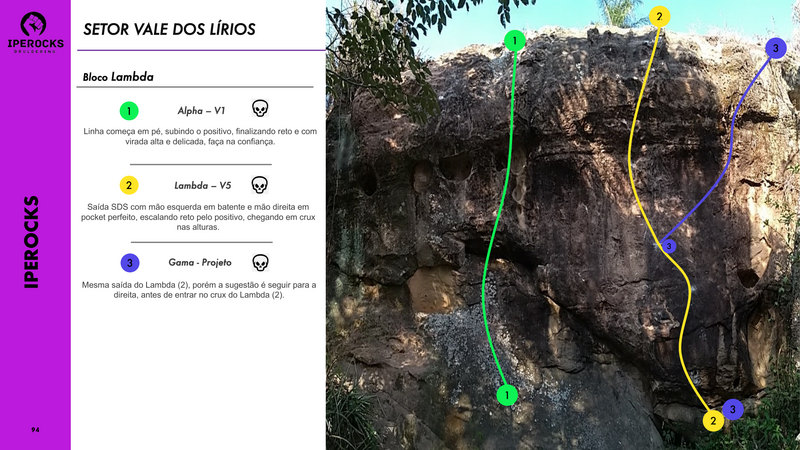 IPEROCKS
BOULDERING
SETOR VALE DOS LÍRIOS
Bloco Lambda
1 Alpha – V1
Linha começa em pé, subindo o positivo, finalizando reto e com
virada alta e delicada, faça na confiança.
2 Lambda – V5
Saída SDS com mão esquerda em batente e mão direita em
pocket perfeito, escalando reto pelo positivo, chegando em crux
nas alturas.
3 Gama - Projeto
Mesma saída do Lambda (2), porém a sugestão é seguir para a
direita, antes de entrar no crux do Lambda (2).
IPEROCKS
94
2
1
3
3
1
3
2